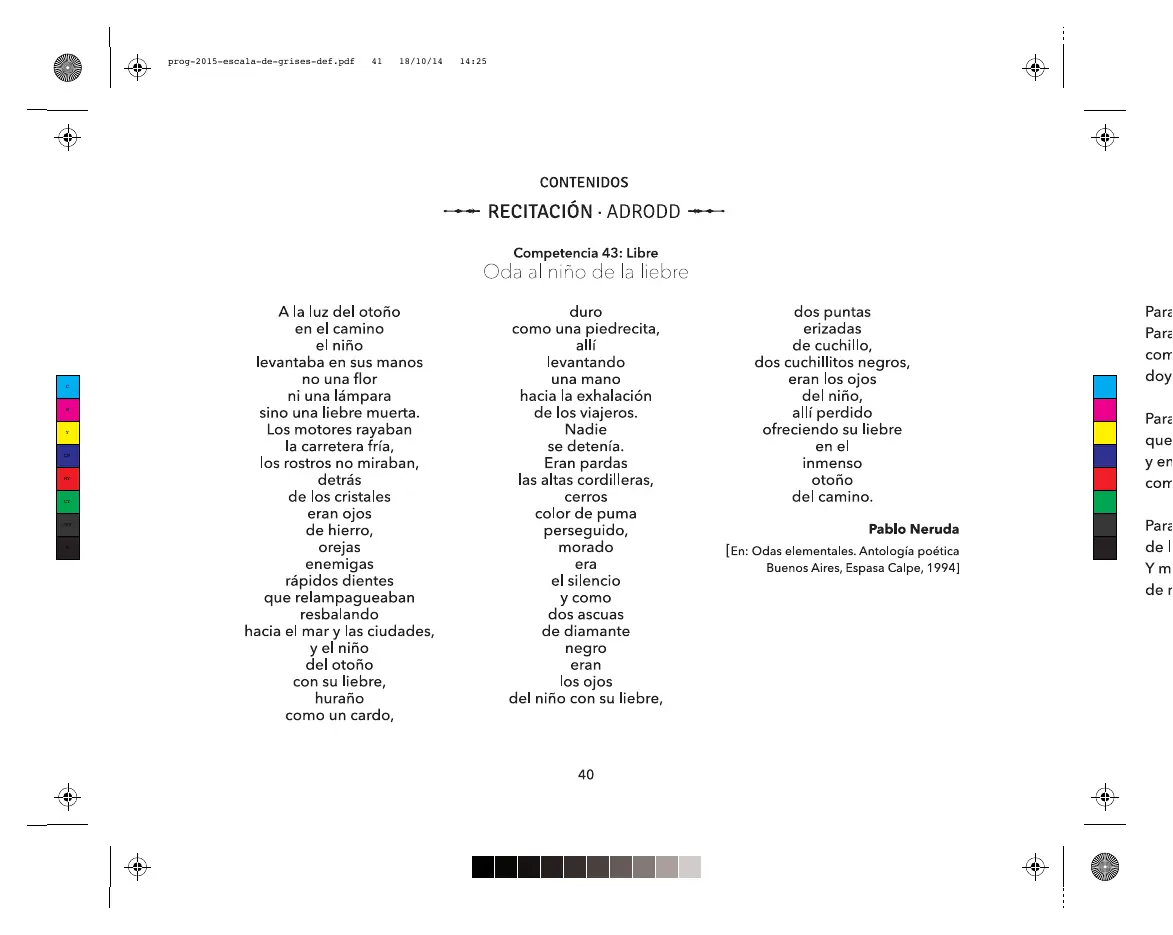 prog-2015-escala-de-grises-def.pdf 41 18/10/14 14:25
CONTENIDOS
RECITACIÓN · ADRODD
Competencia 43: Libre
Oda al niño de la liebre
A la luz del otoño
en el camino
el niño
levantaba en sus manos
no una flor
ni una lámpara
sino una liebre muerta.
Los motores rayaban
la carretera fría,
los rostros no miraban,
detrás
de los cristales
eran ojos
de hierro,
orejas
enemigas
rápidos dientes
que relampagueaban
resbalando
hacia el mar y las ciudades,
y el niño
del otoño
con su liebre,
huraño
como un cardo,
duro
como una piedrecita,
allí
levantando
una mano
hacia la exhalación
de los viajeros.
Nadie
se detenía.
Eran pardas
las altas cordilleras,
cerros
color de puma
perseguido,
morado
era
el silencio
y como
dos ascuas
de diamante
negro
eran
los ojos
del niño con su liebre,
dos puntas
erizadas
de cuchillo,
dos cuchillitos negros,
eran los ojos
del niño,
allí perdido
ofreciendo su liebre
en el
inmenso
otoño
del camino.
Pablo Neruda
[En: Odas elementales. Antología poética
Buenos Aires, Espasa Calpe, 1994]
40
Para
Para
com
doy
Para
que
y en
com
Para
de l
Y m
de